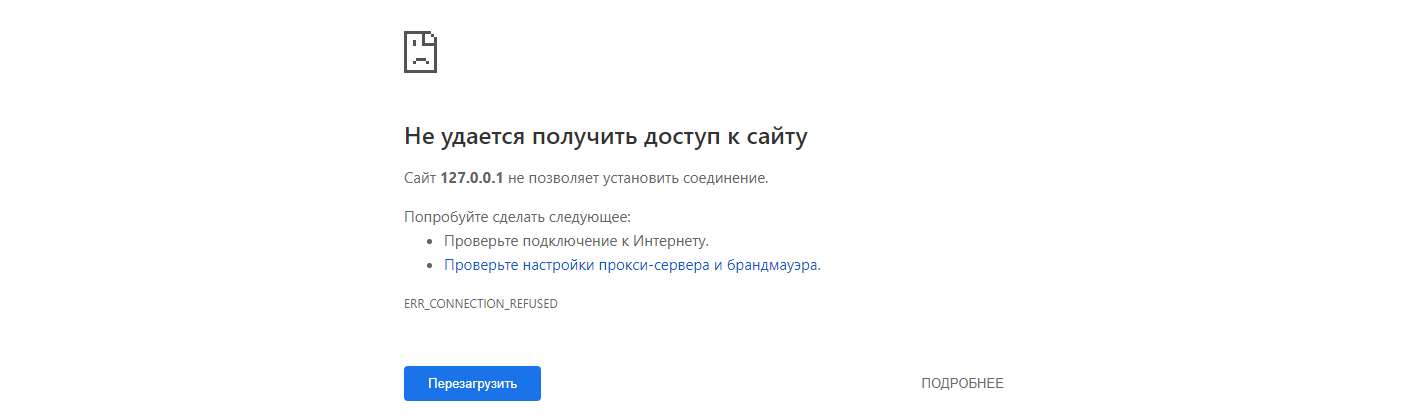 Не удается получить доступ к сайту
Сайт 127.0.0.1 не позволяет установить соединение.
Попробуйте сделать следующее:
Проверьте подключение к Интернету.
Проверьте настройки прокси-сервера и брандмауэра.
ERR_CONNECTION_REFUSED
Перезагрузить
ПОДРОБНЕЕ